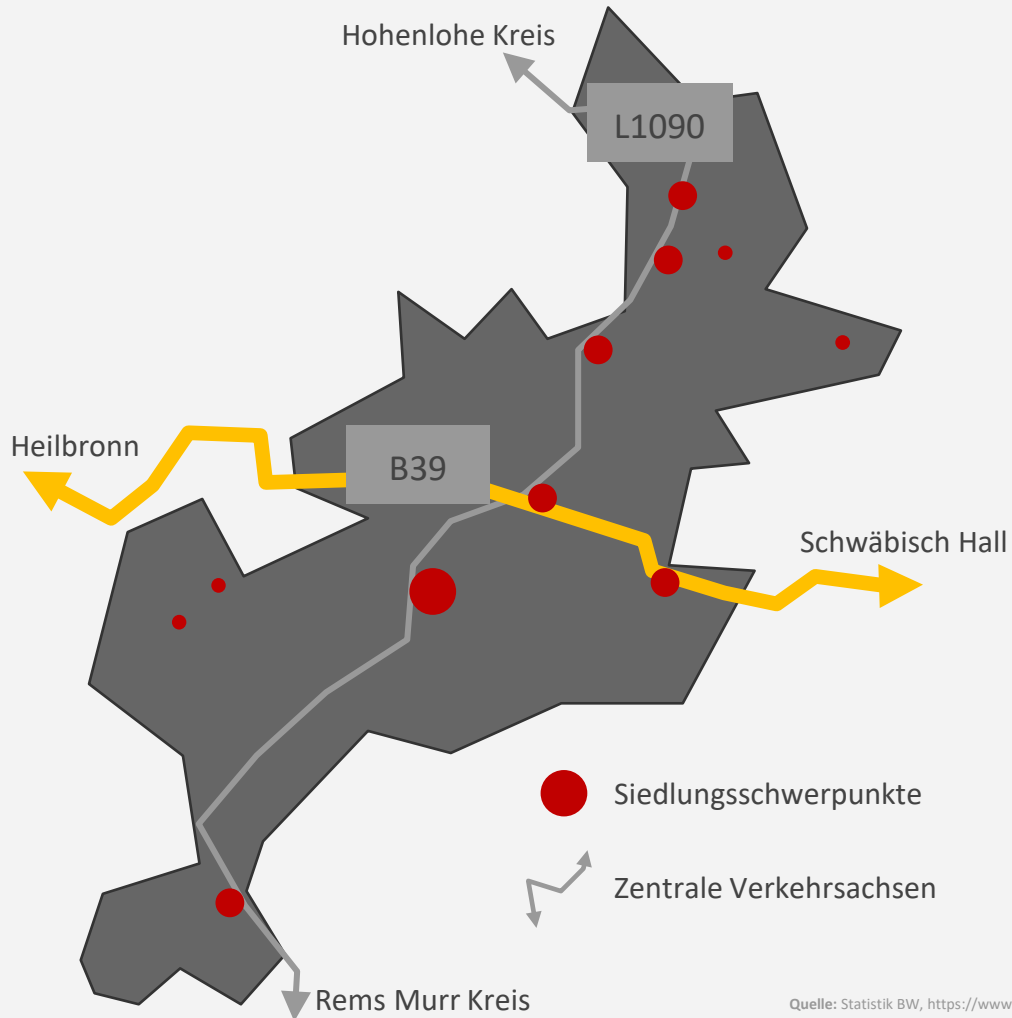 Hohenlohe Kreis
L1090
Heilbronn
B39
Schwäbisch Hall
Siedlungsschwerpunkte
Zentrale Verkehrsachsen
Rems Murr Kreis
Quelle: Statistik BW, https://www